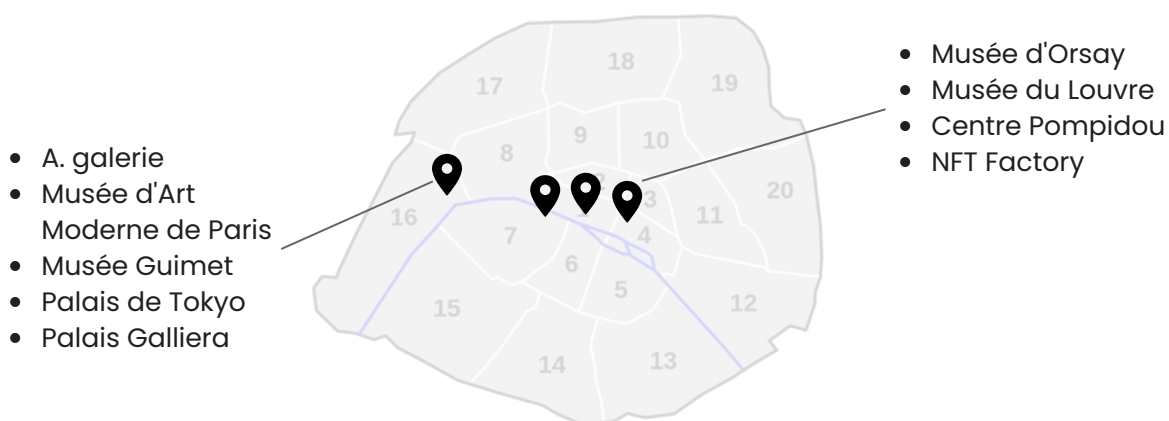 • A. galerie
• Musée d'Art
Moderne de Paris
• Musée Guimet
• Palais de Tokyo
• Palais Galliera
• Musée d'Orsay
• Musée du Louvre
• Centre Pompidou
• NFT Factory
18
17
19
9
10
8
2
20
3
16
1
11
7
4
6
5
12
15
14
13